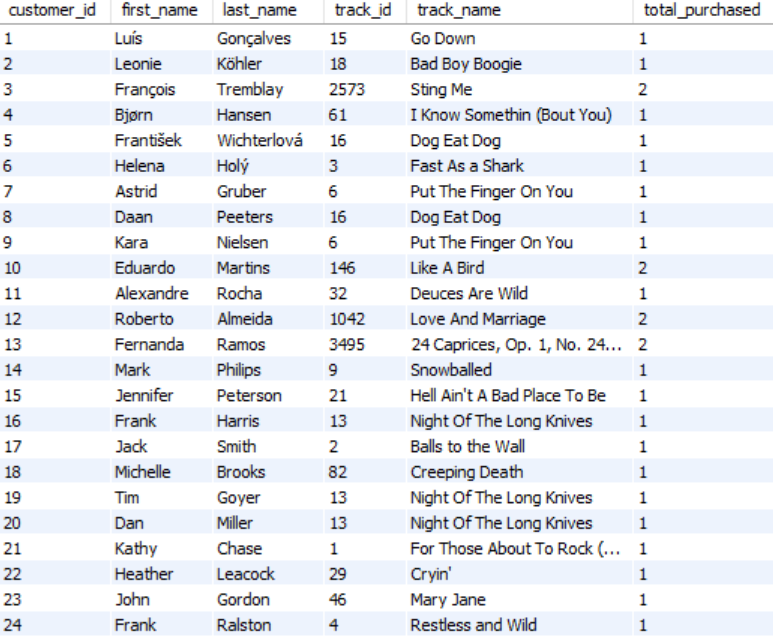 customer_id first_name last_name track_id track_name total_purchased
1 Luís Gonçalves 15 Go Down 1
2 Leonie Köhler 18 Bad Boy Boogie 1
3 François Tremblay 2573 Sting Me 2
4 Bjørn Hansen 61 I Know Somethin (Bout You) 1
5 František Wichterlová 16 Dog Eat Dog 1
6 Helena Holý 3 Fast As a Shark 1
7 Astrid Gruber 6 Put The Finger On You 1
8 Daan Peeters 16 Dog Eat Dog 1
9 Kara Nielsen 6 Put The Finger On You 1
10 Eduardo Martins 146 Like A Bird 2
11 Alexandre Rocha 32 Deuces Are Wild 1
12 Roberto Almeida 1042 Love And Marriage 2
13 Fernanda Ramos 3495 24 Caprices, Op. 1, No. 24... 2
14 Mark Philips 9 Snowballed 1
15 Jennifer Peterson 21 Hell Ain't A Bad Place To Be 1
16 Frank Harris 13 Night Of The Long Knives 1
17 Jack Smith 2 Balls to the Wall 1
18 Michelle Brooks 82 Creeping Death 1
19 Tim Goyer 13 Night Of The Long Knives 1
20 Dan Miller 13 Night Of The Long Knives 1
21 Kathy Chase 1 For Those About To Rock (... 1
22 Heather Leacock 29 Cryin' 1
23 John Gordon 46 Mary Jane 1
24 Frank Ralston 4 Restless and Wild 1